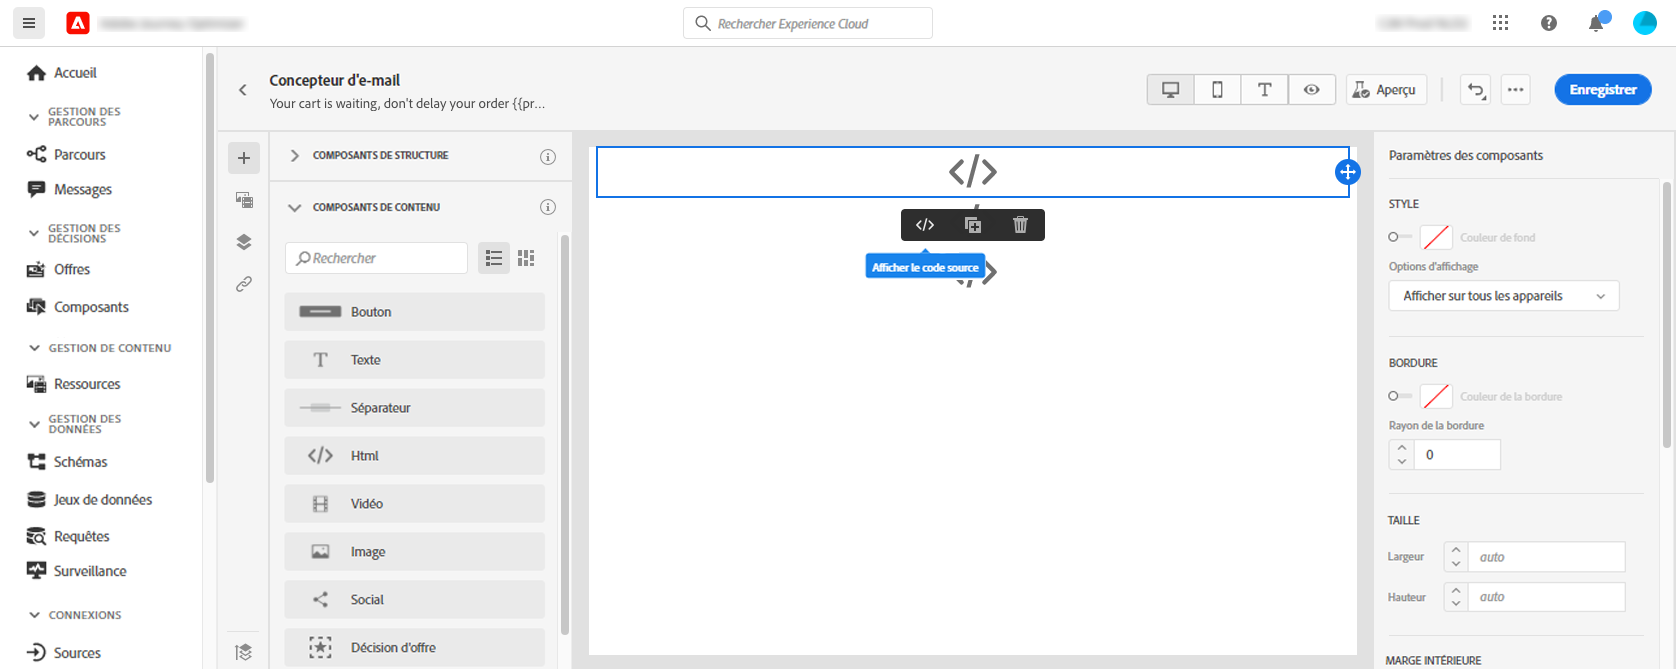 Rechercher Experience Cloud
Accueil
GESTION DES
PARCOURS
Parcours
Messages
GESTION DES
DÉCISIONS
Offres
Composants
GESTION DE CONTENU
Ressources
GESTION DES
DONNÉES
Schémas
Jeux de données
Requêtes
Surveillance
CONNEXIONS
Sources
Concepteur d'e-mail
Your cart is waiting, don't delay your order {{pr...
Aperçu
Enregistrer
COMPOSANTS DE STRUCTURE
COMPOSANTS DE CONTENU
Rechercher
Bouton
Texte
Séparateur
Html
Vidéo
Image
Social
Décision d'offre
Afficher le code source
Paramètres des composants
STYLE
Couleur de fond
Options d'affichage
Afficher sur tous les appareils
BORDURE
Couleur de la bordure
Rayon de la bordure
0
TAILLE
Largeur auto
Hauteur auto
MARGE INTÉRIEURE